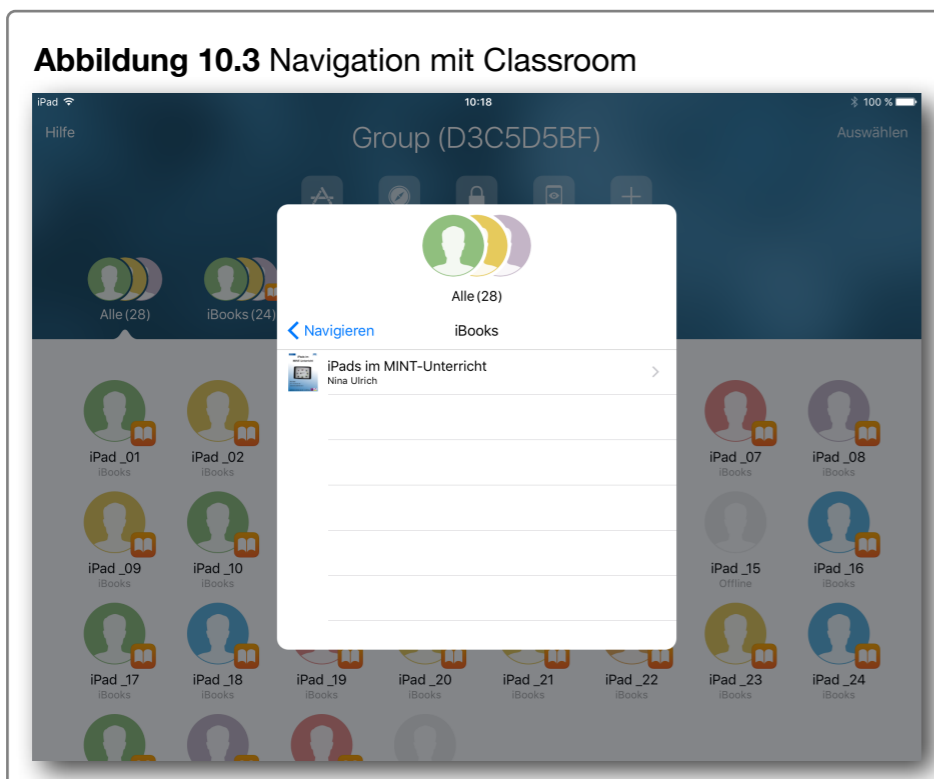 Abbildung 10.3 Navigation mit Classroom
iPad 10:18 100 %
Hilfe Group (D3C5D5BF) Auswählen
Alle (28) iBooks (24)
Alle (28)
Navigieren iBooks
iPads im MINT-Unterricht
Nina Ulrich
iPad _01 iPad _02 iPad _07 iPad _08
iBooks iBooks iBooks iBooks
iPad _09 iPad _10 iPad _15 iPad _16
iBooks iBooks Offline iBooks
iPad _17 iPad _18 iPad _19 iPad _20 iPad _21 iPad _22 iPad _23 iPad _24
iBooks iBooks iBooks iBooks iBooks iBooks iBooks iBooks